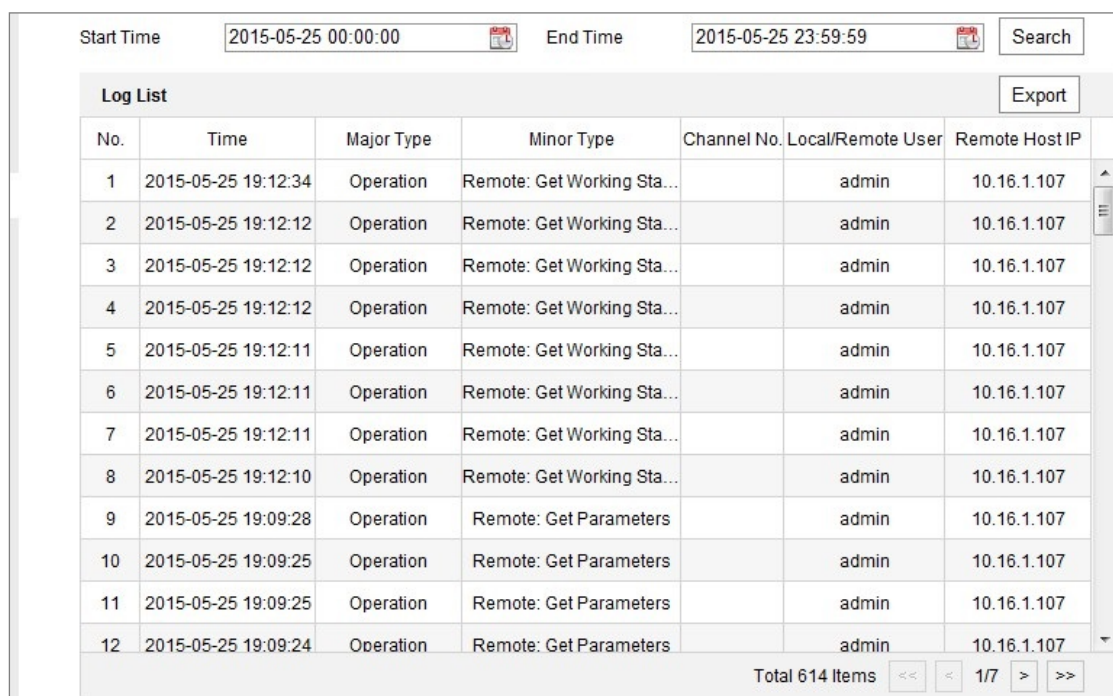 Start Time 2015-05-25 00:00:00 End Time 2015-05-25 23:59:59 Search
Log List Export
No. Time Major Type Minor Type Channel No. Local/Remote User Remote Host IP
1 2015-05-25 19:12:34 Operation Remote: Get Working Sta... admin 10.16.1.107
2 2015-05-25 19:12:12 Operation Remote: Get Working Sta... admin 10.16.1.107
3 2015-05-25 19:12:12 Operation Remote: Get Working Sta... admin 10.16.1.107
4 2015-05-25 19:12:12 Operation Remote: Get Working Sta... admin 10.16.1.107
5 2015-05-25 19:12:11 Operation Remote: Get Working Sta... admin 10.16.1.107
6 2015-05-25 19:12:11 Operation Remote: Get Working Sta... admin 10.16.1.107
7 2015-05-25 19:12:11 Operation Remote: Get Working Sta... admin 10.16.1.107
8 2015-05-25 19:12:10 Operation Remote: Get Working Sta... admin 10.16.1.107
9 2015-05-25 19:09:28 Operation Remote: Get Parameters admin 10.16.1.107
10 2015-05-25 19:09:25 Operation Remote: Get Parameters admin 10.16.1.107
11 2015-05-25 19:09:25 Operation Remote: Get Parameters admin 10.16.1.107
12 2015-05-25 19:09:24 Operation Remote: Get Parameters admin 10.16.1.107
Total 614 Items << < 1/7 > >>